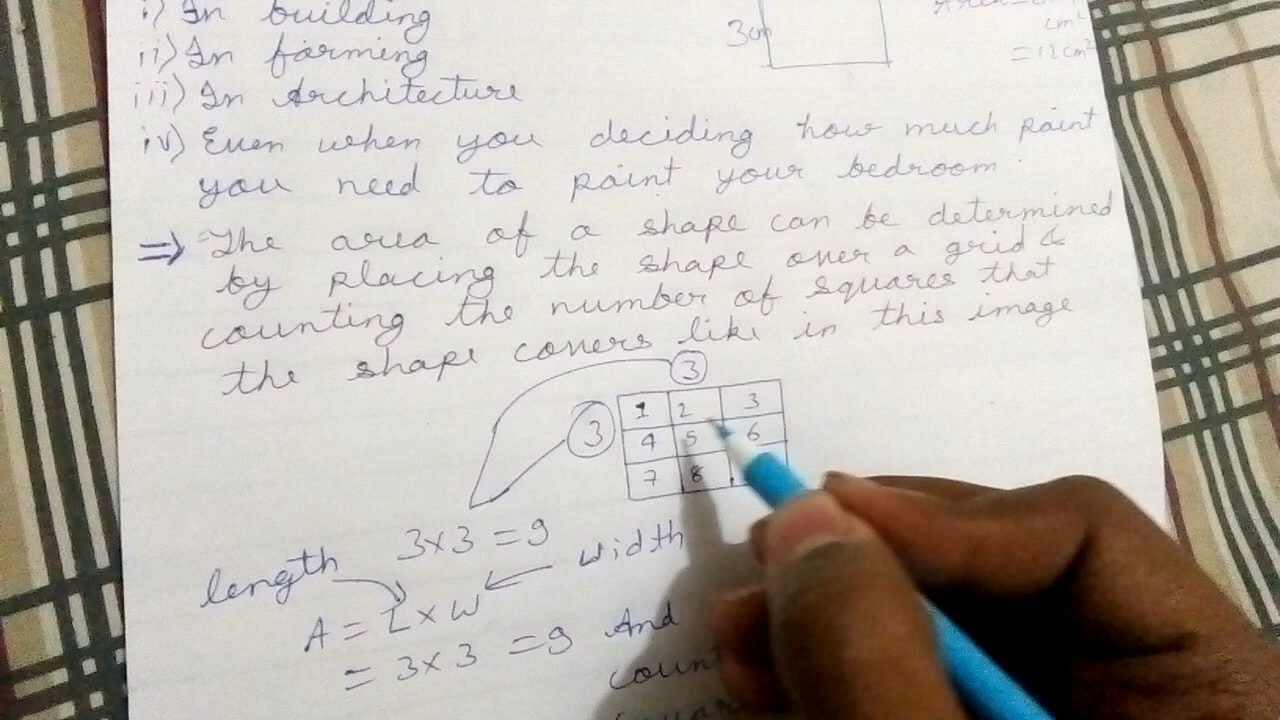 i) In building
ii) In farming
iii) In Architecture
iv) Even when you deciding how much paint
you need to paint your bedroom
3cm
cm²
= 12cm²
⇒ The area of a shape can be determined
by placing the shape over a grid &
counting the number of squares that
the shape covers like in this image
3
3
1 2 3
4 5 6
7 8
3×3 = 9
length
width
A = L × W
= 3×3 = 9 And
count